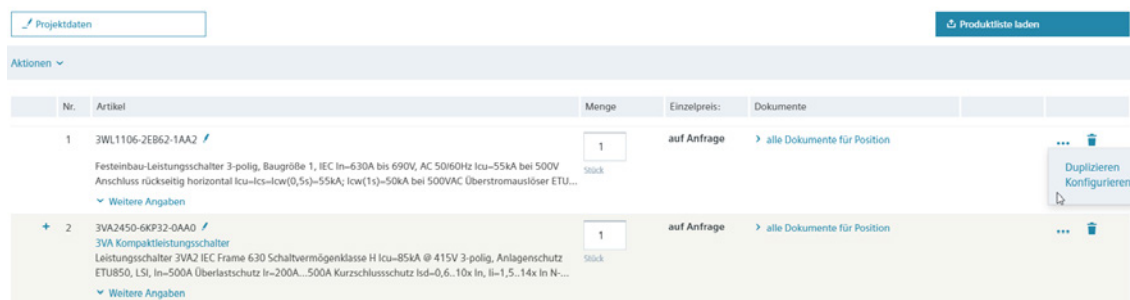 Projektdaten
Produktliste laden
Aktionen
Nr. Artikel Menge Einzelpreis: Dokumente
1 3WL1106-2EB62-1AA2 1 auf Anfrage > alle Dokumente für Position ...
Stück
Festeinbau-Leistungsschalter 3-polig, Baugröße 1, IEC In=630A bis 690V, AC 50/60Hz Icu=55kA bei 500V
Anschluss rückseitig horizontal Icu=Ics=Icw(0,5s)=55kA; Icw(1s)=50kA bei 500VAC Überstromauslöser ETU...
Weitere Angaben
Duplizieren
Konfigurieren
+ 2 3VA2450-6KP32-0AA0 1 auf Anfrage > alle Dokumente für Position ...
3VA Kompaktleistungsschalter
Stück
Leistungsschalter 3VA2 IEC Frame 630 Schaltvermögenklasse H Icu=85kA @ 415V 3-polig, Anlagenschutz
ETU850, LSI, In=500A Überlastschutz Ir=200A...500A Kurzschlussschutz Isd=0,6..10x In, Ii=1,5..14x In N-...
Weitere Angaben